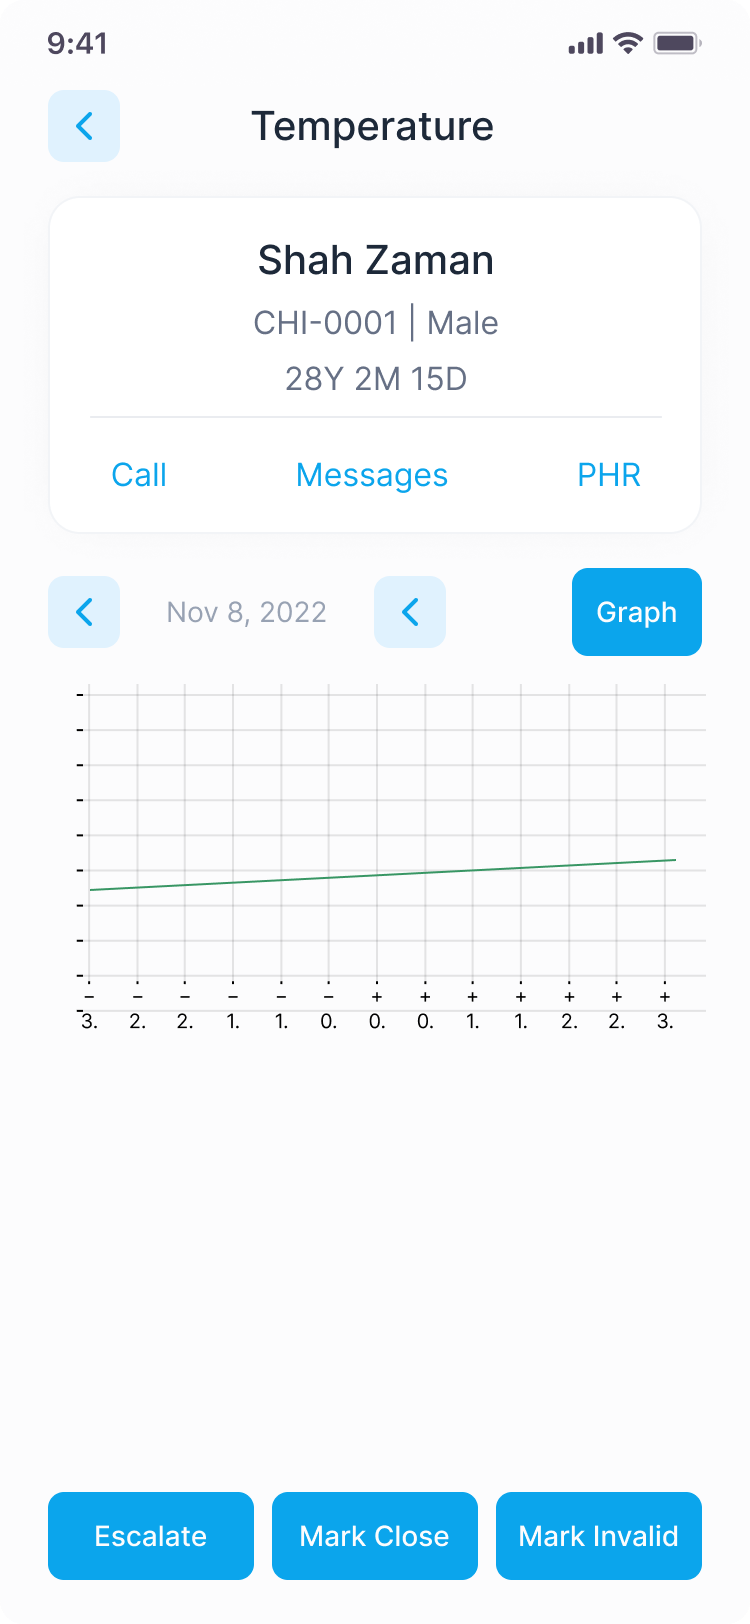 9:41
Temperature
Shah Zaman
CHI-0001 | Male
28Y 2M 15D
Call Messages PHR
Nov 8, 2022 Graph
− − − − − − + + + + + + +
3. 2. 2. 1. 1. 0. 0. 0. 1. 1. 2. 2. 3.
Escalate Mark Close Mark Invalid